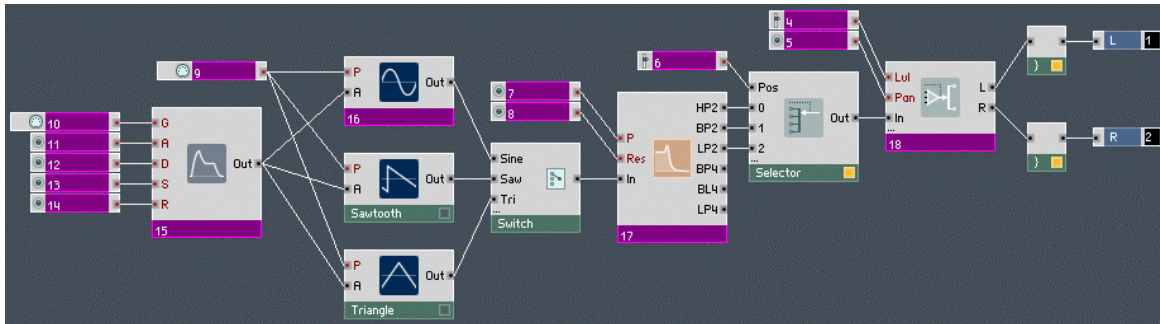 9
10
11
12
13
14
G
A
D
S
R
Out
15
P
A
Out
16
P
A
Out
Sawtooth
P
A
Out
Triangle
Sine
Saw
Tri
...
Switch
7
8
P
Res
In
HP2
BP2
LP2
BP4
BL4
LP4
17
6
Pos
0
1
2
...
Out
Selector
4
5
Lvl
Pan
In
...
L
R
18
}
}
L 1
R 2